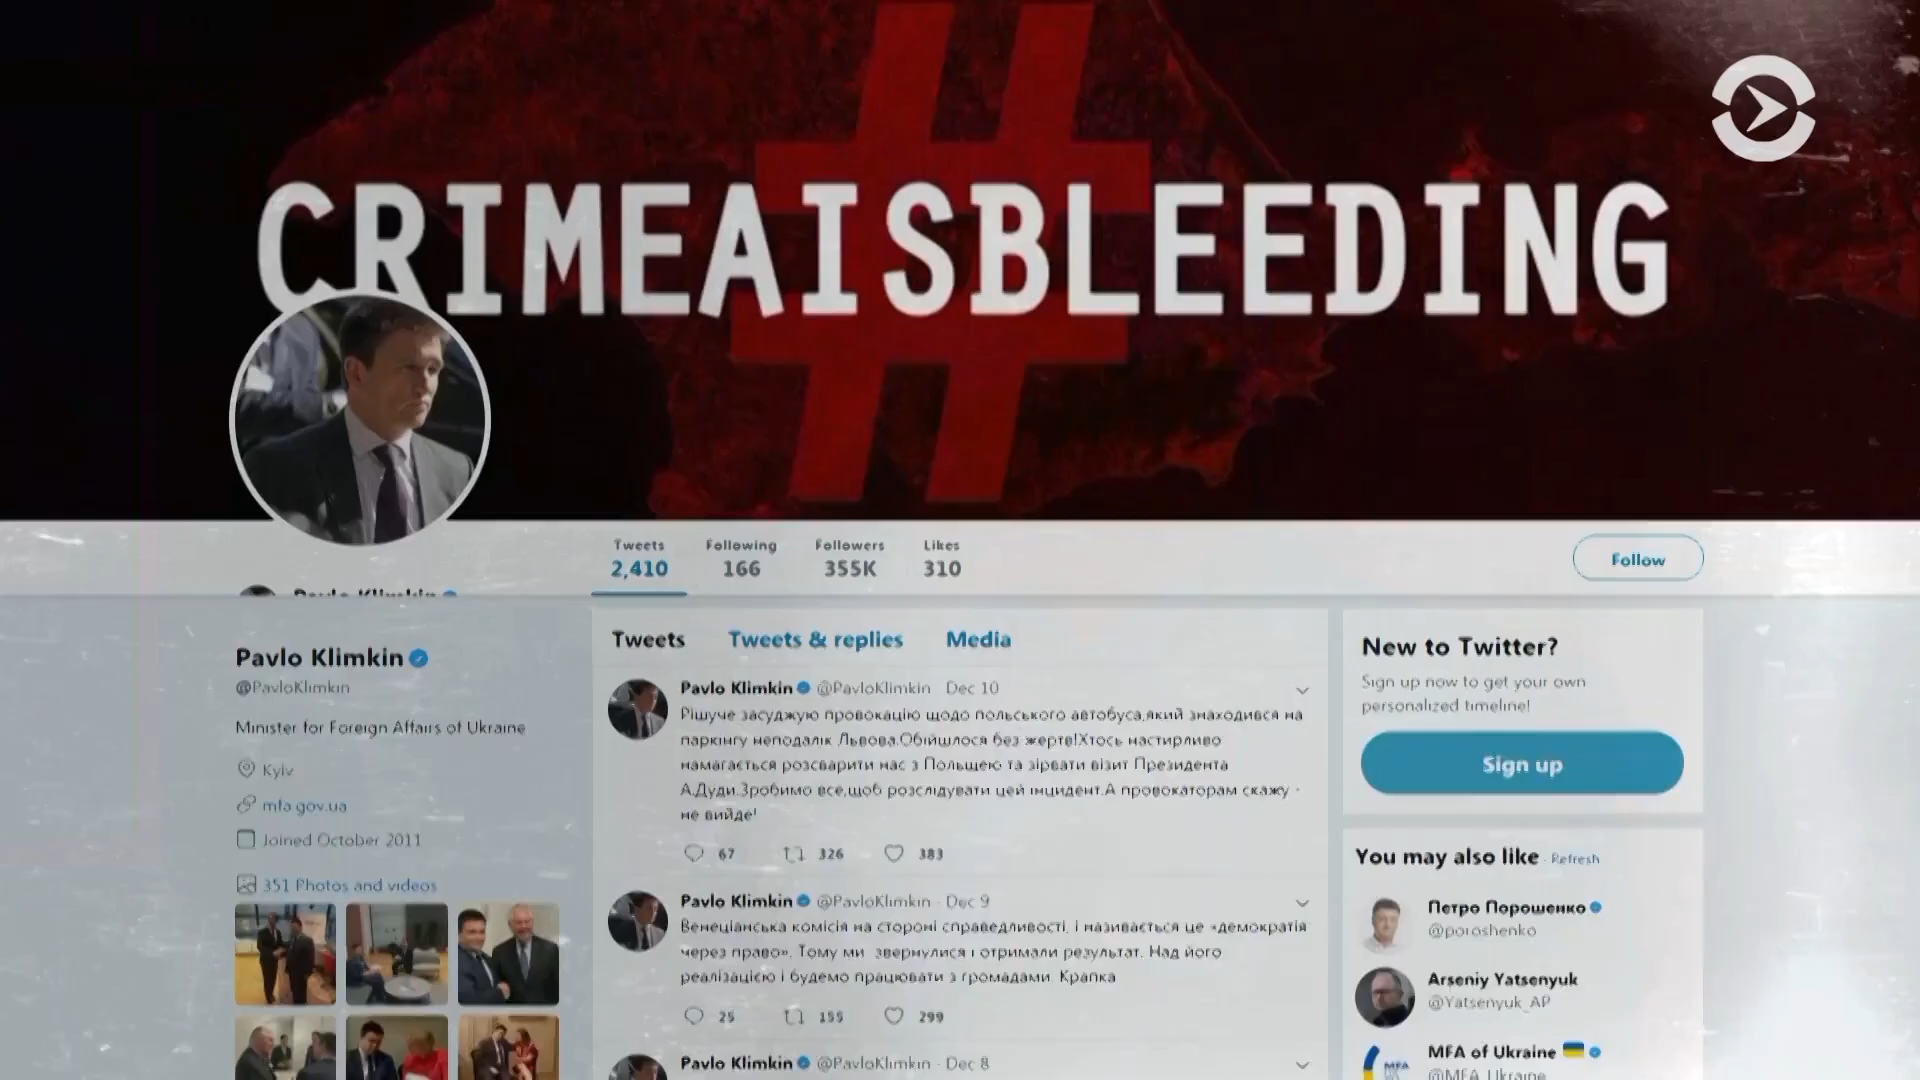 #
CRIMEAISBLEEDING
Tweets Following Followers Likes
2,410 166 355K 310
Follow
Pavlo Klimkin
Pavlo Klimkin
@PavloKlimkin
Minister for Foreign Affairs of Ukraine
Kyiv
mfa.gov.ua
Joined October 2011
351 Photos and videos
Tweets Tweets & replies Media
Pavlo Klimkin @PavloKlimkin · Dec 10
Рішуче засуджую провокацію щодо польського автобуса,який знаходився на
паркінгу неподалік Львова.Обійшлося без жертв!Хтось настирливо
намагається розсварити нас з Польщею та зірвати візит Президента
А.Дуди.Зробимо все,щоб розслідувати цей інцидент.А провокаторам скажу -
не вийде!
67 326 383
Pavlo Klimkin @PavloKlimkin · Dec 9
Венеціанська комісія на стороні справедливості, і називається це «демократія
через право». Тому ми звернулися і отримали результат. Над його
реалізацією і будемо працювати з громадами. Крапка
25 155 299
Pavlo Klimkin @PavloKlimkin · Dec 8
New to Twitter?
Sign up now to get your own
personalized timeline!
Sign up
You may also like · Refresh
Петро Порошенко
@poroshenko
Arseniy Yatsenyuk
@Yatsenyuk_AP
MFA of Ukraine
MFA
@MFA_Ukraine